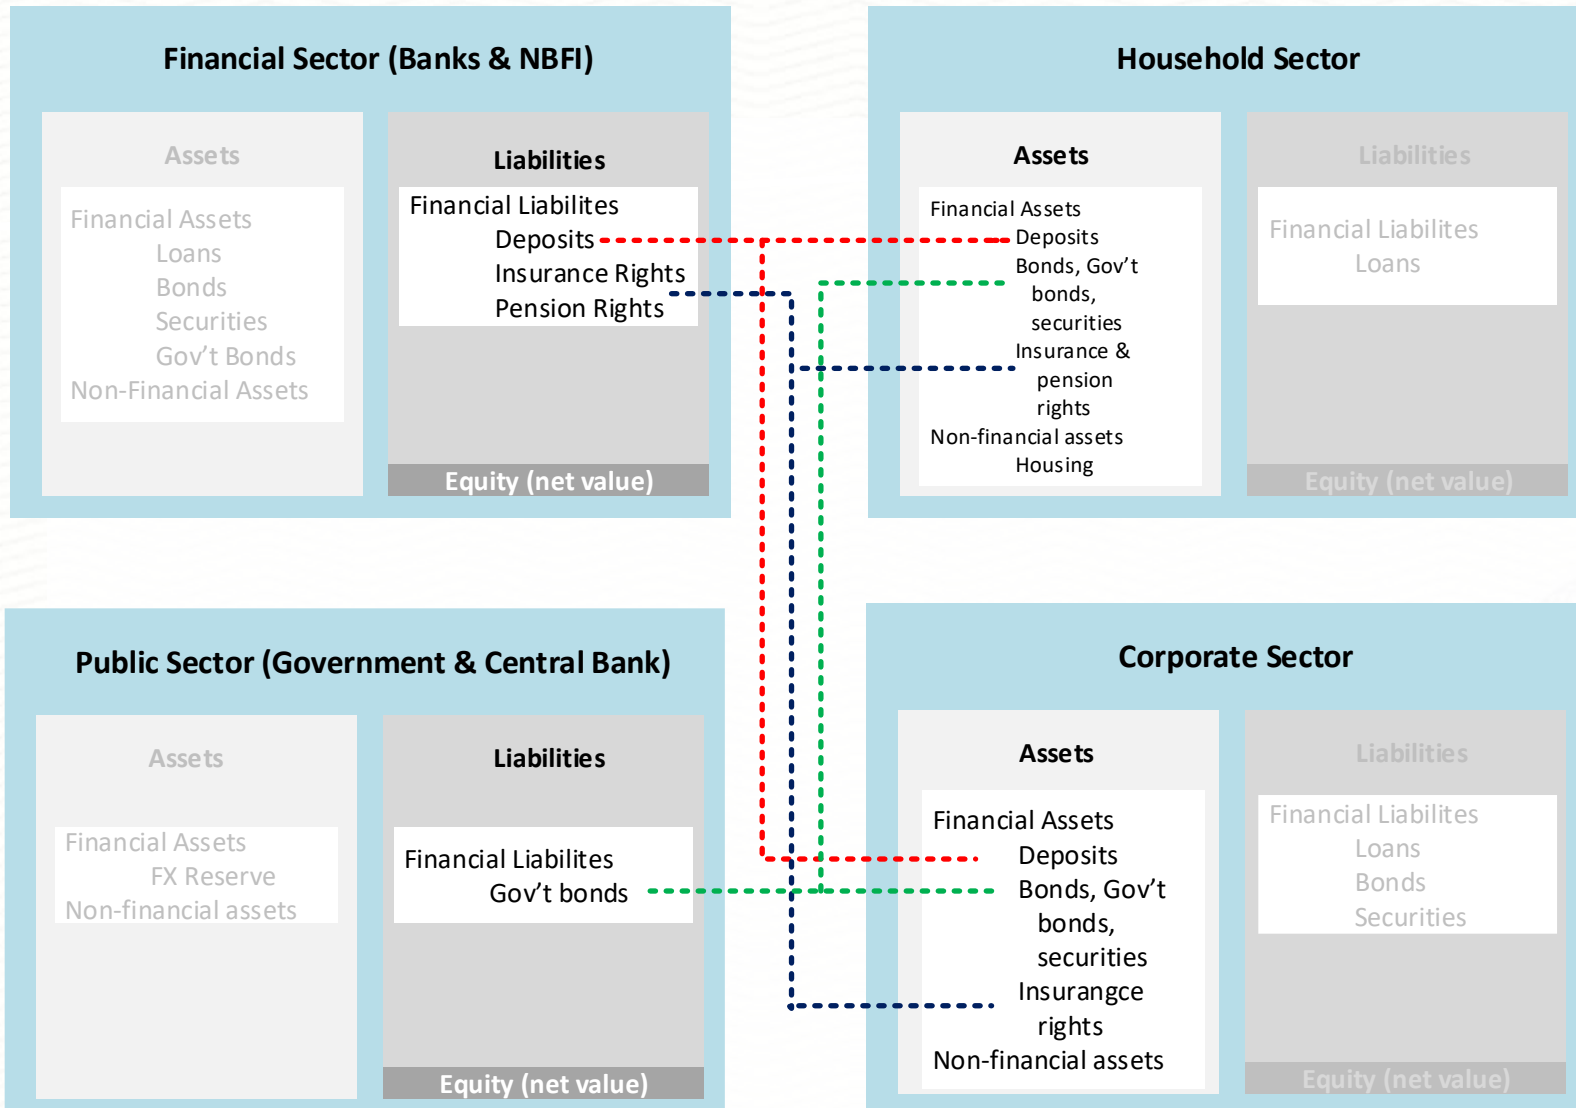 Financial Sector (Banks & NBFI)
Assets
Financial Assets
Loans
Bonds
Securities
Gov't Bonds
Non-Financial Assets
Liabilities
Financial Liabilites
Deposits
Insurance Rights
Pension Rights
Equity (net value)
Household Sector
Assets
Financial Assets
Deposits
Bonds, Gov't
bonds,
securities
Insurance &
pension
rights
Non-financial assets
Housing
Liabilities
Financial Liabilites
Loans
Equity (net value)
Public Sector (Government & Central Bank)
Assets
Financial Assets
FX Reserve
Non-financial assets
Liabilities
Financial Liabilites
Gov't bonds
Equity (net value)
Corporate Sector
Assets
Financial Assets
Deposits
Bonds, Gov't
bonds,
securities
Insurangce
rights
Non-financial assets
Liabilities
Financial Liabilites
Loans
Bonds
Securities
Equity (net value)